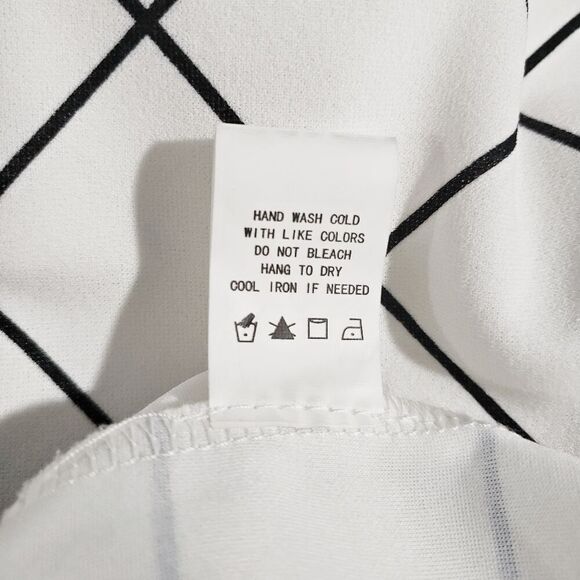 HAND WASH COLD
WITH LIKE COLORS
DO NOT BLEACH
HANG TO DRY
COOL IRON IF NEEDED